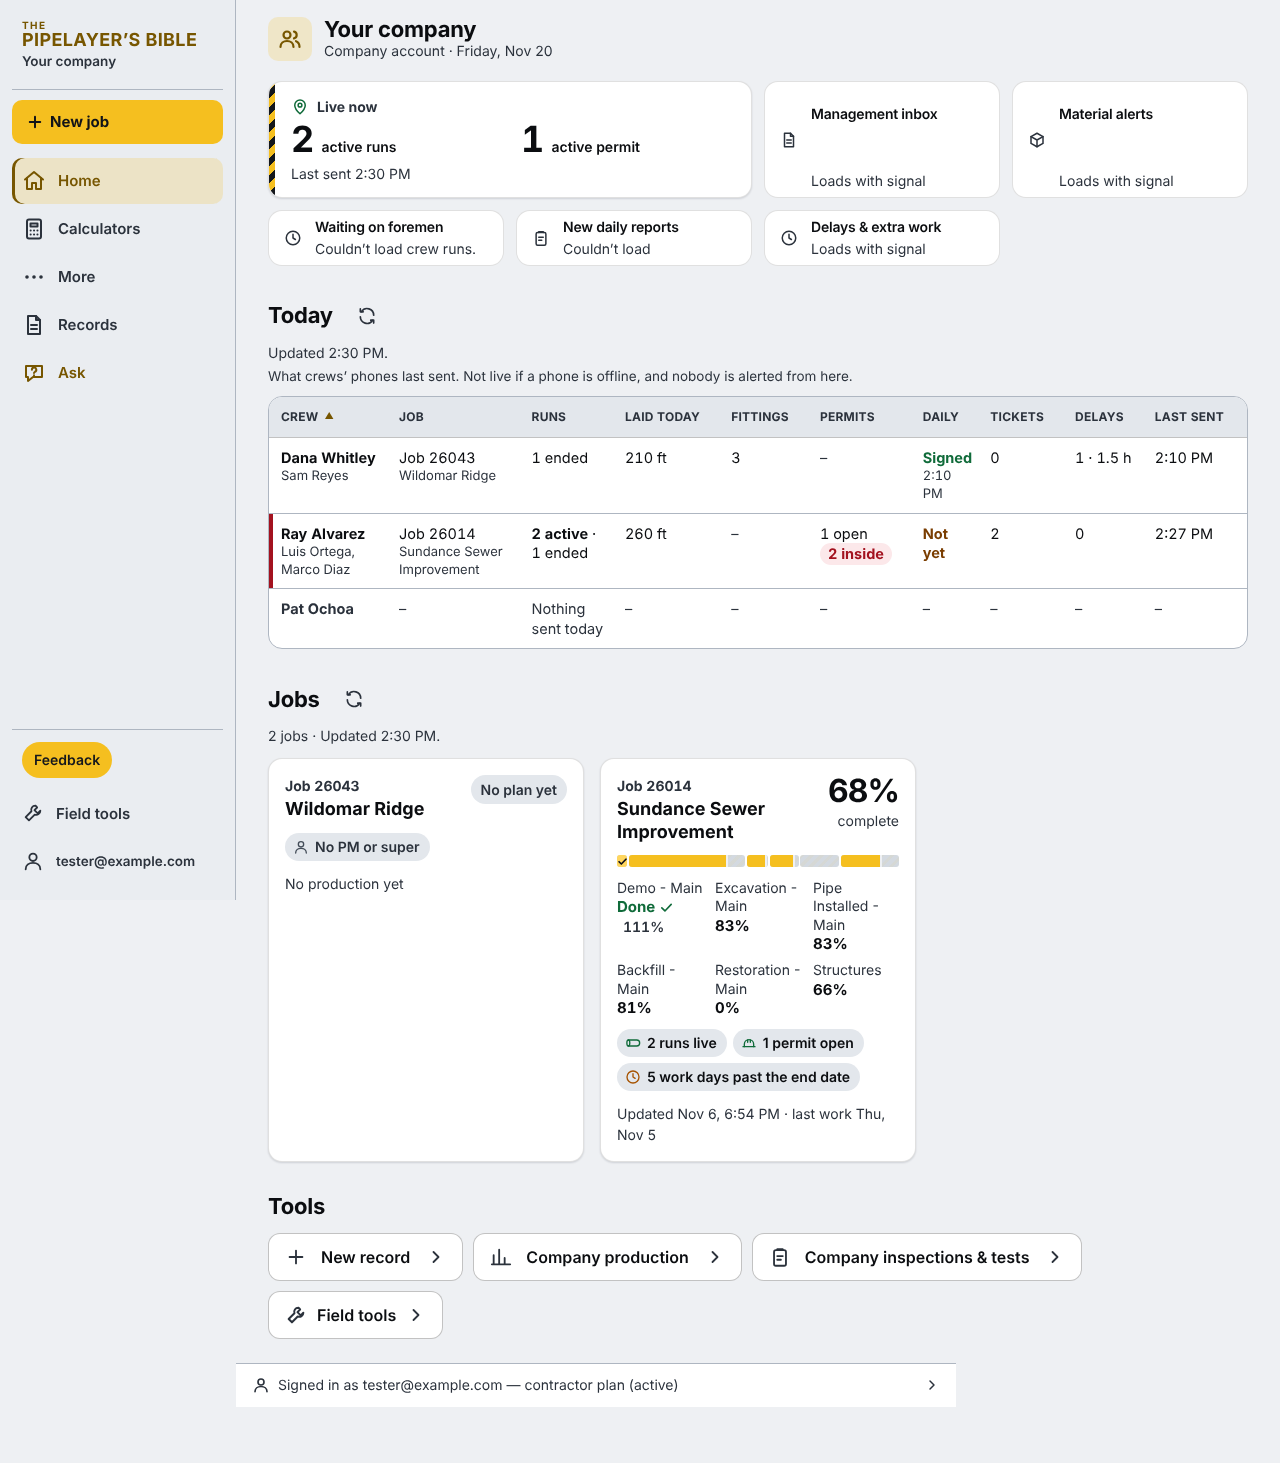 THE
PIPELAYER’S BIBLE
Your company
New job
Home
Calculators
More
Records
Ask
Feedback
Field tools
tester@example.com
Your company
Company account · Friday, Nov 20
Live now
2 active runs
1 active permit
Last sent 2:30 PM
Management inbox
Loads with signal
Material alerts
Loads with signal
Waiting on foremen
Couldn’t load crew runs.
New daily reports
Couldn’t load
Delays & extra work
Loads with signal
Today
Updated 2:30 PM.
What crews’ phones last sent. Not live if a phone is offline, and nobody is alerted from here.
CREW JOB RUNS LAID TODAY FITTINGS PERMITS DAILY TICKETS DELAYS LAST SENT
Dana Whitley Job 26043 1 ended 210 ft 3 – Signed 0 1 · 1.5 h 2:10 PM
Sam Reyes Wildomar Ridge 2:10
PM
Ray Alvarez Job 26014 2 active · 260 ft – 1 open Not 2 0 2:27 PM
Luis Ortega, Sundance Sewer 1 ended 2 inside yet
Marco Diaz Improvement
Pat Ochoa – Nothing – – – – – – –
sent today
Jobs
2 jobs · Updated 2:30 PM.
Job 26043
Wildomar Ridge
No plan yet
No PM or super
No production yet
Job 26014
Sundance Sewer
Improvement
68%
complete
Demo - Main
Done
111%
Excavation -
Main
83%
Pipe
Installed -
Main
83%
Backfill -
Main
81%
Restoration -
Main
0%
Structures
66%
2 runs live
1 permit open
5 work days past the end date
Updated Nov 6, 6:54 PM · last work Thu,
Nov 5
Tools
New record
Company production
Company inspections & tests
Field tools
Signed in as tester@example.com — contractor plan (active)